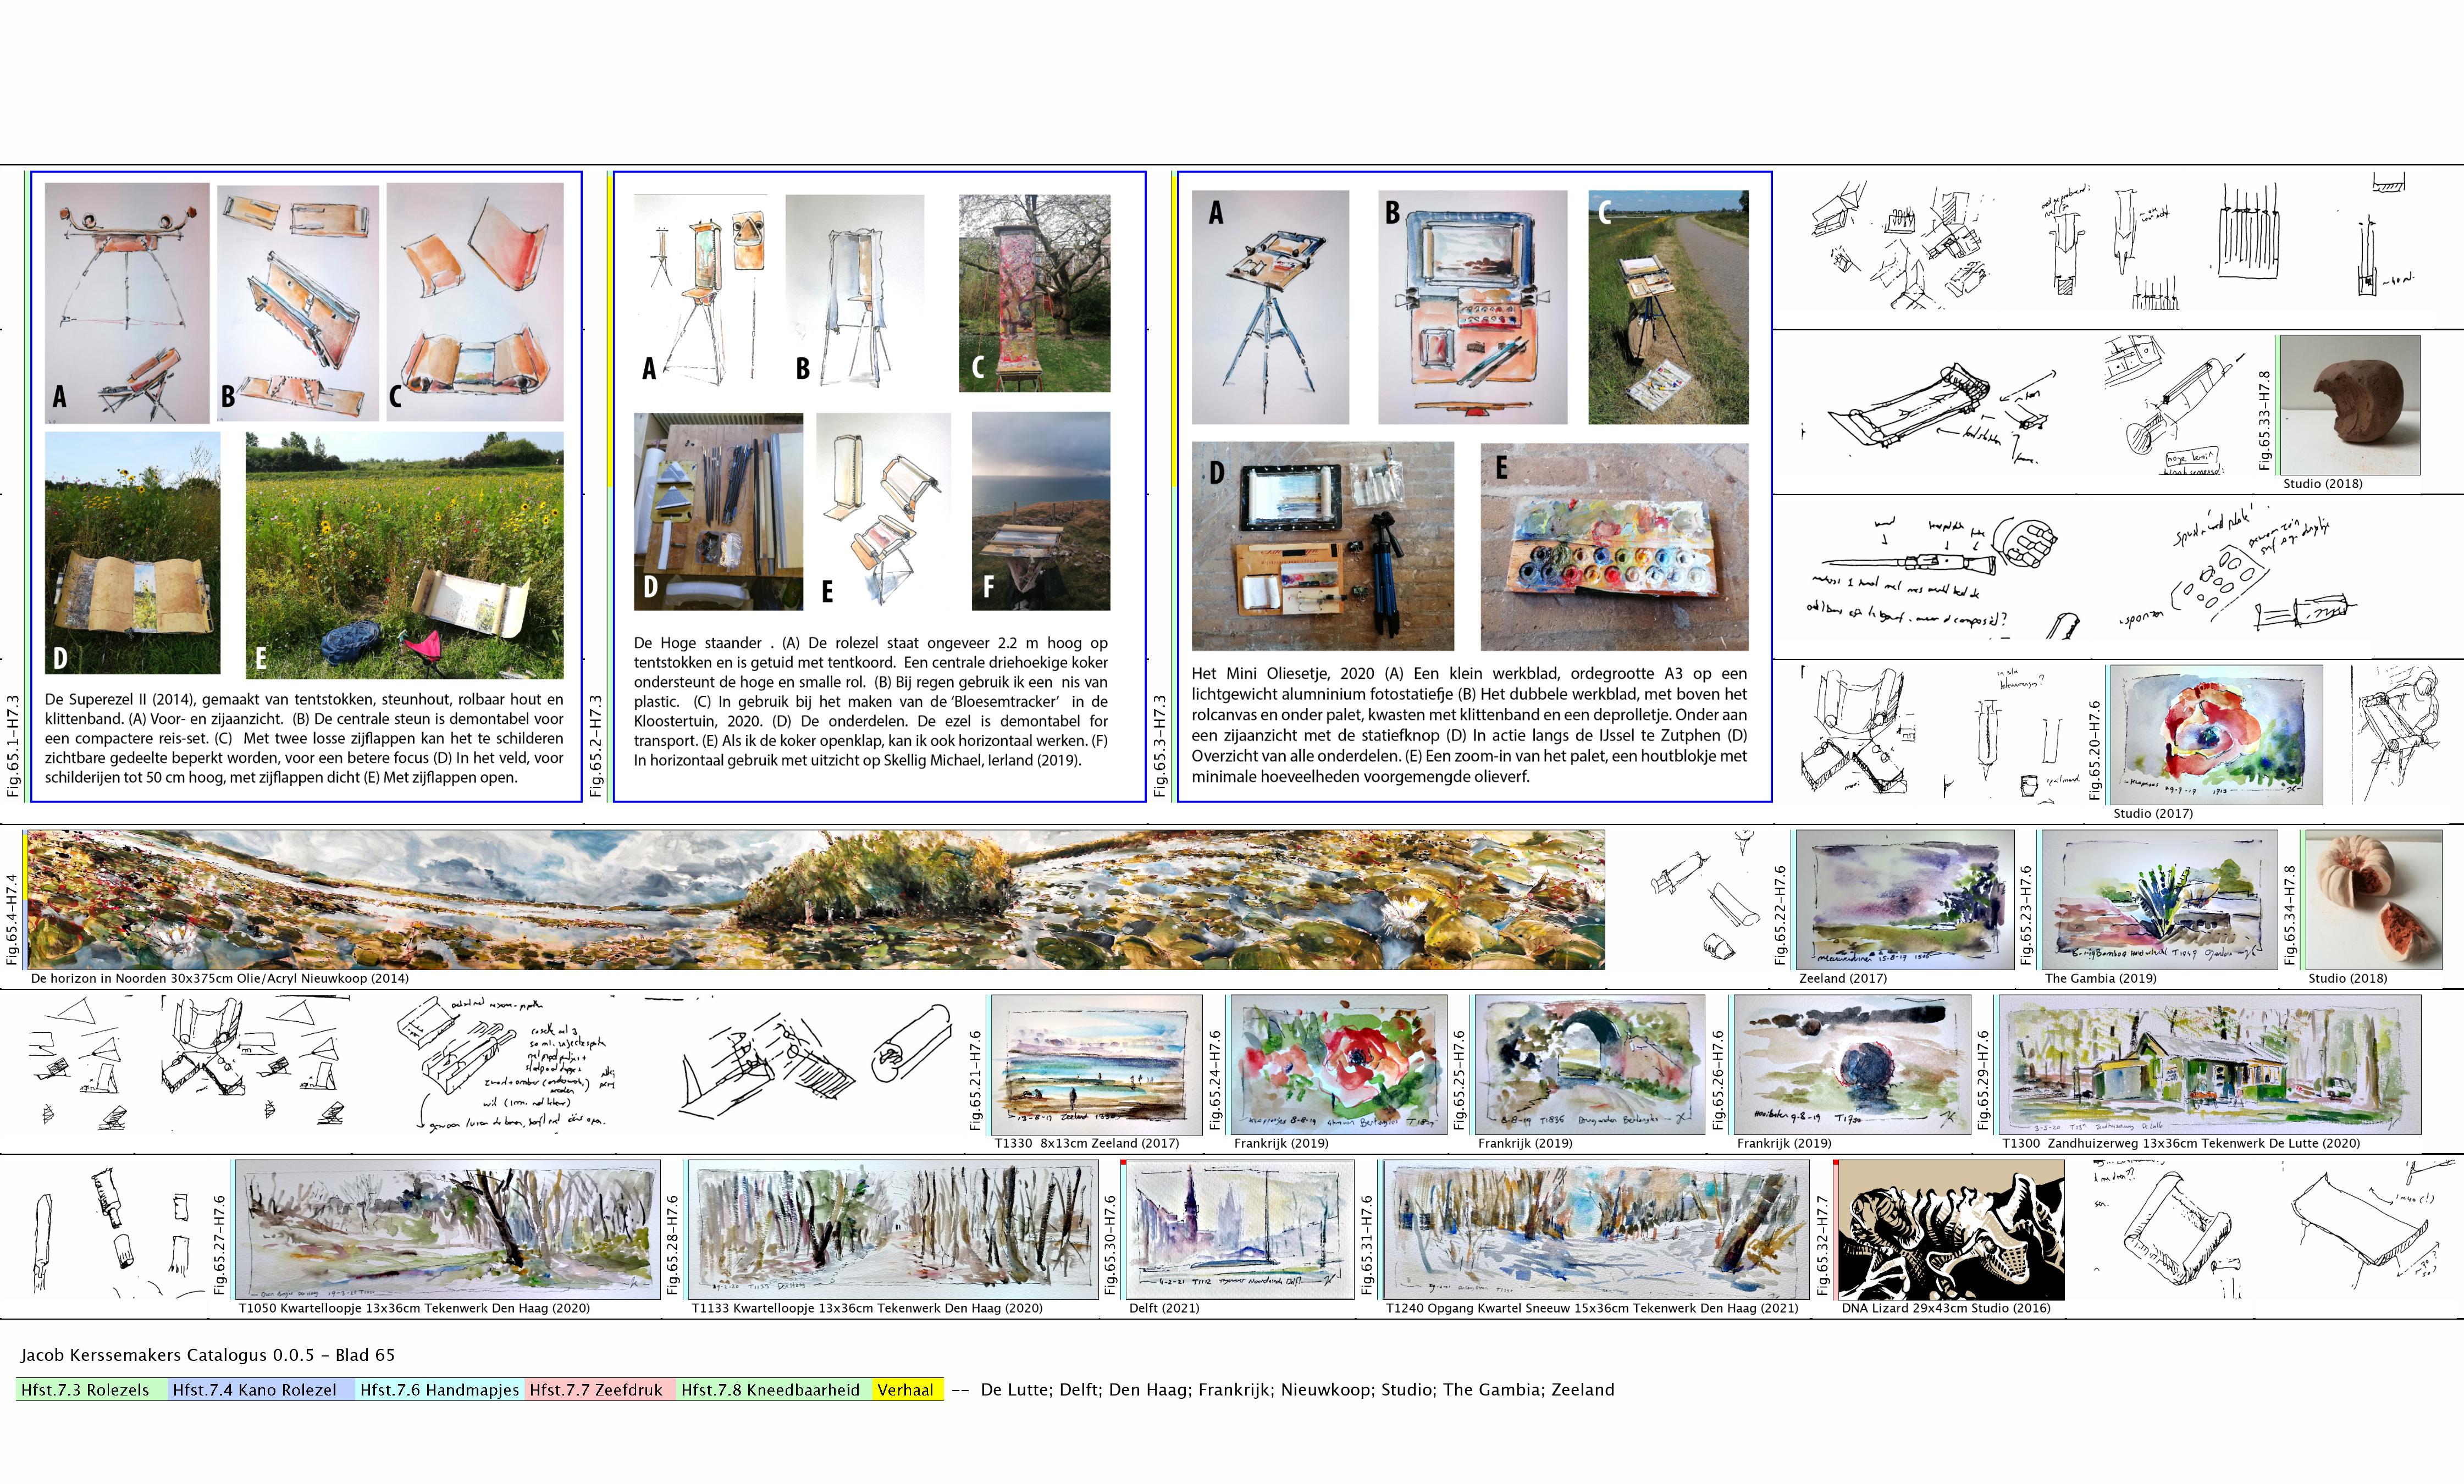 A
B
C
D
E
De Superezel II (2014), gemaakt van tentstokken, steunhout, rolbaar hout en
klittenband. (A) Voor- en zijaanzicht. (B) De centrale steun is demontabel voor
een compactere reis-set. (C) Met twee losse zijflappen kan het te schilderen
zichtbare gedeelte beperkt worden, voor een betere focus (D) In het veld, voor
schilderijen tot 50 cm hoog, met zijflappen dicht (E) Met zijflappen open.
Fig.65.1-H7.3
A
B
C
D
E
F
De Hoge staander . (A) De rolezel staat ongeveer 2.2 m hoog op
tentstokken en is getuid met tentkoord. Een centrale driehoekige koker
ondersteunt de hoge en smalle rol. (B) Bij regen gebruik ik een nis van
plastic. (C) In gebruik bij het maken van de 'Bloesemtracker' in de
Kloostertuin, 2020. (D) De onderdelen. De ezel is demontabel for
transport. (E) Als ik de koker openklap, kan ik ook horizontaal werken. (F)
In horizontaal gebruik met uitzicht op Skellig Michael, Ierland (2019).
Fig.65.2-H7.3
A
B
C
D
E
Het Mini Oliesetje, 2020 (A) Een klein werkblad, ordegrootte A3 op een
lichtgewicht alumninium fotostatiefje (B) Het dubbele werkblad, met boven het
rolcanvas en onder palet, kwasten met klittenband en een deprolletje. Onder aan
een zijaanzicht met de statiefknop (D) In actie langs de IJssel te Zutphen (D)
Overzicht van alle onderdelen. (E) Een zoom-in van het palet, een houtblokje met
minimale hoeveelheden voorgemengde olieverf.
Fig.65.3-H7.3
Fig.65.33-H7.8
Studio (2018)
Fig.65.20-H7.6
Studio (2017)
Fig.65.4-H7.4
De horizon in Noorden 30x375cm Olie/Acryl Nieuwkoop (2014)
Fig.65.22-H7.6
Zeeland (2017)
Fig.65.23-H7.6
The Gambia (2019)
Fig.65.34-H7.8
Studio (2018)
Fig.65.21-H7.6
T1330 8x13cm Zeeland (2017)
Fig.65.24-H7.6
Frankrijk (2019)
Fig.65.25-H7.6
Frankrijk (2019)
Fig.65.26-H7.6
Frankrijk (2019)
Fig.65.29-H7.6
T1300 Zandhuizerweg 13x36cm Tekenwerk De Lutte (2020)
Fig.65.27-H7.6
T1050 Kwartelloopje 13x36cm Tekenwerk Den Haag (2020)
Fig.65.28-H7.6
T1133 Kwartelloopje 13x36cm Tekenwerk Den Haag (2020)
Fig.65.30-H7.6
Delft (2021)
Fig.65.31-H7.6
T1240 Opgang Kwartel Sneeuw 15x36cm Tekenwerk Den Haag (2021)
Fig.65.32-H7.7
DNA Lizard 29x43cm Studio (2016)
Jacob Kerssemakers Catalogus 0.0.5 - Blad 65
Hfst.7.3 Rolezels Hfst.7.4 Kano Rolezel Hfst.7.6 Handmapjes Hfst.7.7 Zeefdruk Hfst.7.8 Kneedbaarheid Verhaal -- De Lutte; Delft; Den Haag; Frankrijk; Nieuwkoop; Studio; The Gambia; Zeeland